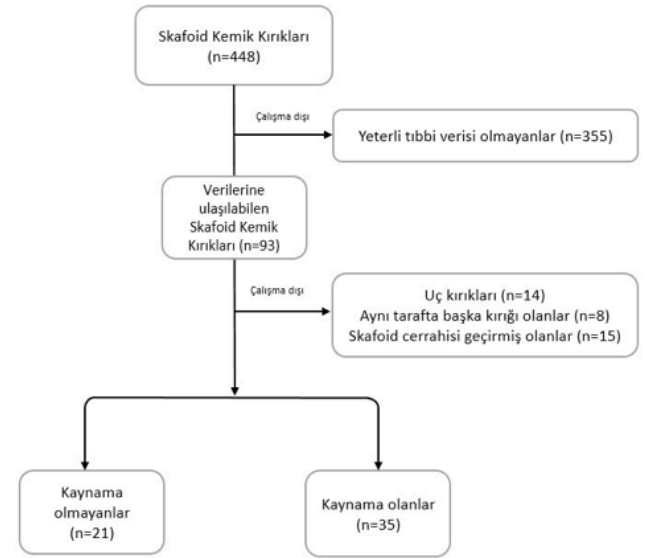 Skafoid Kemik Kırıkları
(n=448)
Çalışma dışı
Yeterli tıbbi verisi olmayanlar (n=355)
Verilerine
ulaşılabilen
Skafoid Kemik
Kırıkları (n=93)
Çalışma dışı
Uç kırıkları (n=14)
Aynı tarafta başka kırığı olanlar (n=8)
Skafoid cerrahisi geçirmiş olanlar (n=15)
Kaynama
olmayanlar
(n=21)
Kaynama olanlar
(n=35)